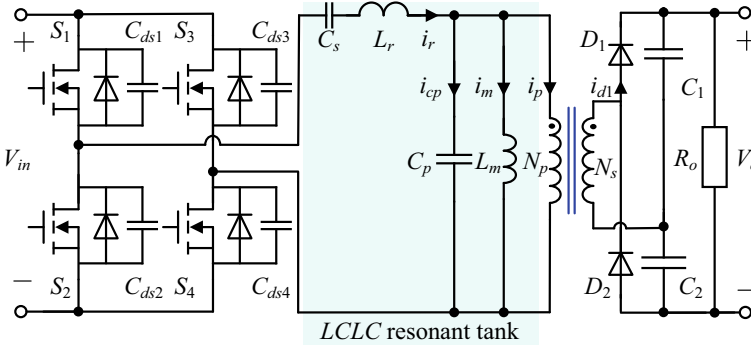 + S1 Cds1 S3 Cds3 Cs Lr ir D1 +
icp im ip id1 C1
Vin Cp Lm Np Ns Ro
D2 C2
− S2 Cds2 S4 Cds4 −
LCLC resonant tank